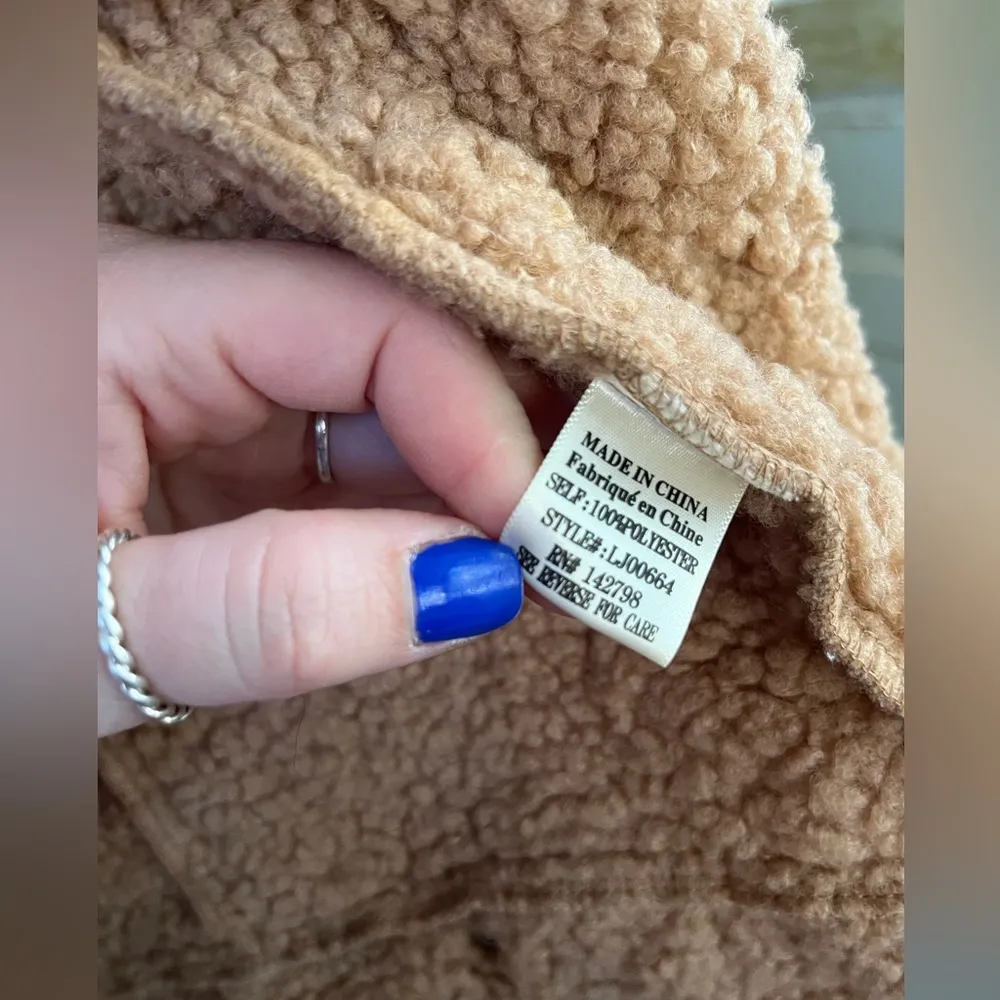 MADE IN CHINA
Fabriqué en Chine
SELF:100%POLYESTER
STYLE#:LJ00664
RN# 142798
SEE REVERSE FOR CARE